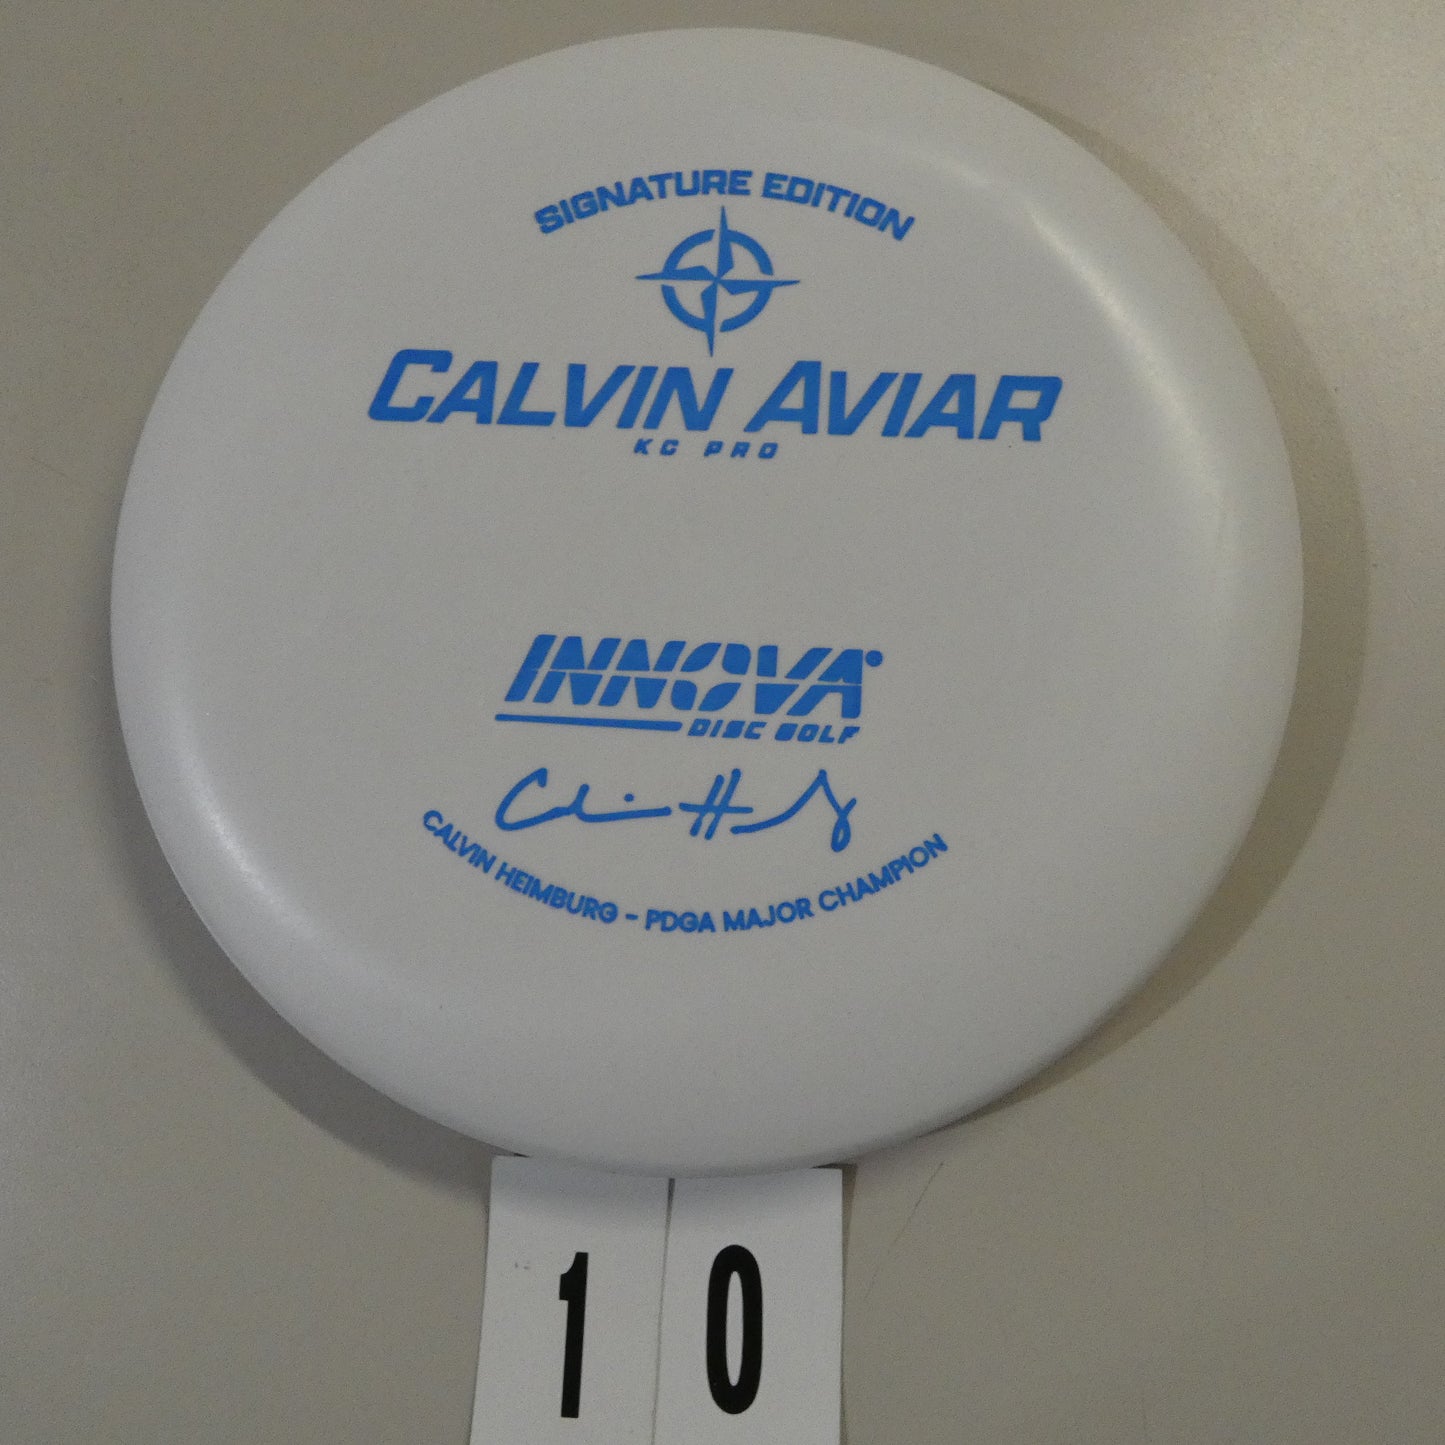 SIGNATURE EDITION
CALVIN AVIAR
KC PRO
INNOVA
DISC GOLF
CALVIN HEIMBURG - PDGA MAJOR CHAMPION
1 0